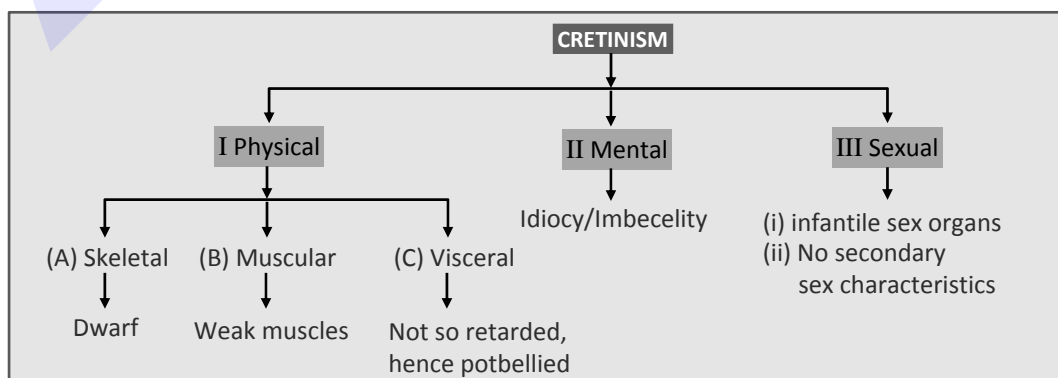 CRETINISM
I Physical
II Mental
III Sexual
Idiocy/Imbecelity
(i) infantile sex organs
(ii) No secondary
sex characteristics
(A) Skeletal
(B) Muscular
(C) Visceral
Dwarf
Weak muscles
Not so retarded,
hence potbellied